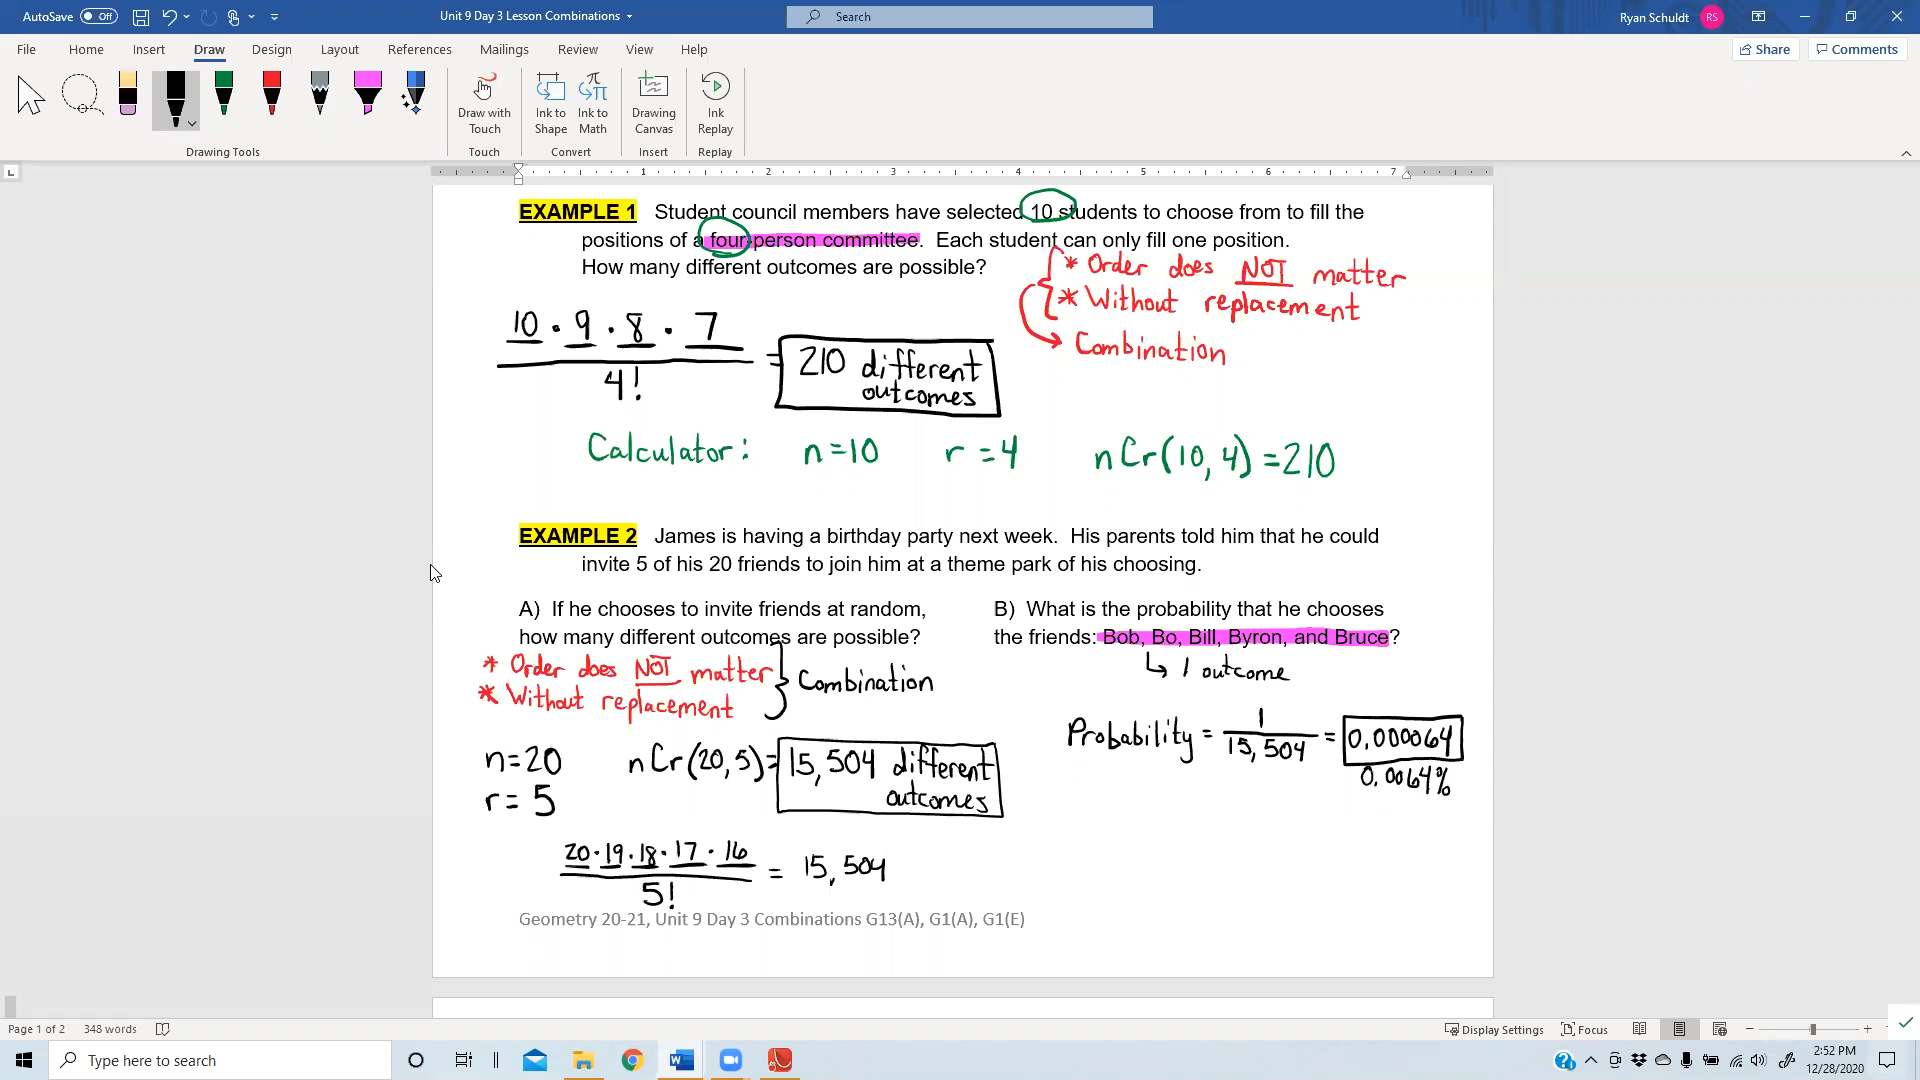 AutoSave Off
Unit 9 Day 3 Lesson Combinations
Search
Ryan Schuldt RS
File Home Insert Draw Design Layout References Mailings Review View Help
Share Comments
Draw with Touch
Ink to Shape
Ink to Math
Drawing Canvas
Ink Replay
Drawing Tools Touch Convert Insert Replay
1 2 3 4 5 6 7
EXAMPLE 1 Student council members have selected 10 students to choose from to fill the
positions of a four-person committee. Each student can only fill one position.
How many different outcomes are possible?
* Order does NOT matter
* Without replacement
Combination
10 · 9 · 8 · 7
4!
= 210 different
outcomes
Calculator: n=10 r=4 nCr(10,4)=210
EXAMPLE 2 James is having a birthday party next week. His parents told him that he could
invite 5 of his 20 friends to join him at a theme park of his choosing.
A) If he chooses to invite friends at random,
how many different outcomes are possible?
* Order does NOT matter
* Without replacement
Combination
n=20
r=5
nCr(20,5)= 15,504 different
outcomes
20·19·18·17·16
5!
= 15,504
B) What is the probability that he chooses
the friends: Bob, Bo, Bill, Byron, and Bruce?
↳ 1 outcome
Probability = 1
15,504
= 0.000064
0.0064%
Geometry 20-21, Unit 9 Day 3 Combinations G13(A), G1(A), G1(E)
Page 1 of 2 348 words
Display Settings Focus
Type here to search
2:52 PM
12/28/2020